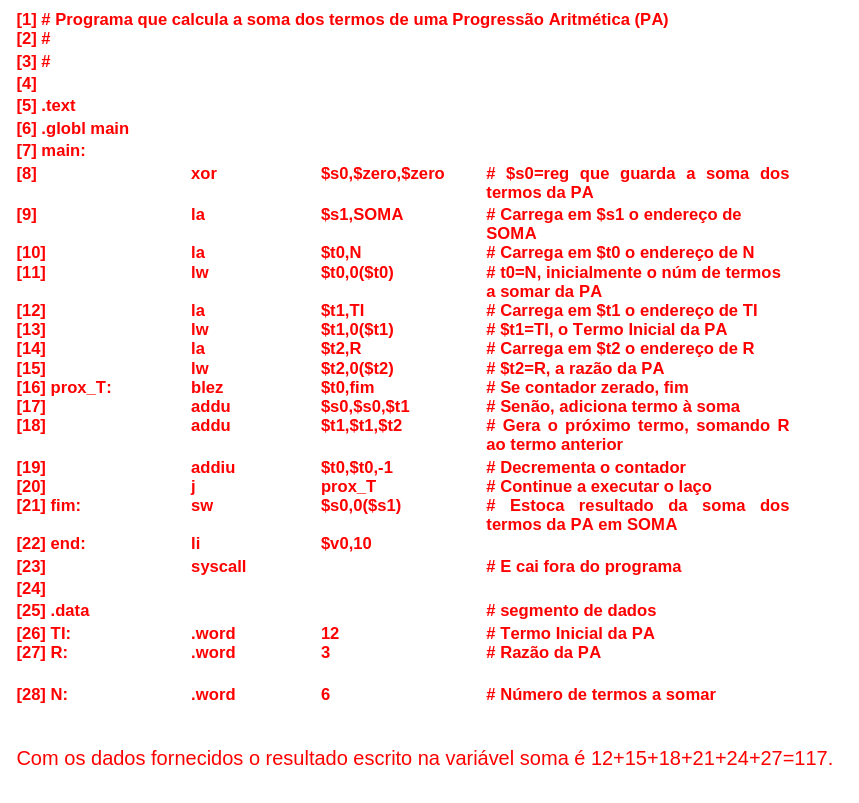 [1] # Programa que calcula a soma dos termos de uma Progressão Aritmética (PA)
[2] #
[3] #
[4]
[5] .text
[6] .globl main
[7] main:
[8] xor $s0,$zero,$zero # $s0=reg que guarda a soma dos
termos da PA
[9] la $s1,SOMA # Carrega em $s1 o endereço de
SOMA
[10] la $t0,N # Carrega em $t0 o endereço de N
[11] lw $t0,0($t0) # t0=N, inicialmente o núm de termos
a somar da PA
[12] la $t1,TI # Carrega em $t1 o endereço de TI
[13] lw $t1,0($t1) # $t1=TI, o Termo Inicial da PA
[14] la $t2,R # Carrega em $t2 o endereço de R
[15] lw $t2,0($t2) # $t2=R, a razão da PA
[16] prox_T: blez $t0,fim # Se contador zerado, fim
[17] addu $s0,$s0,$t1 # Senão, adiciona termo à soma
[18] addu $t1,$t1,$t2 # Gera o próximo termo, somando R
ao termo anterior
[19] addiu $t0,$t0,-1 # Decrementa o contador
[20] j prox_T # Continue a executar o laço
[21] fim: sw $s0,0($s1) # Estoca resultado da soma dos
termos da PA em SOMA
[22] end: li $v0,10
[23] syscall # E cai fora do programa
[24]
[25] .data # segmento de dados
[26] TI: .word 12 # Termo Inicial da PA
[27] R: .word 3 # Razão da PA
[28] N: .word 6 # Número de termos a somar
Com os dados fornecidos o resultado escrito na variável soma é 12+15+18+21+24+27=117.